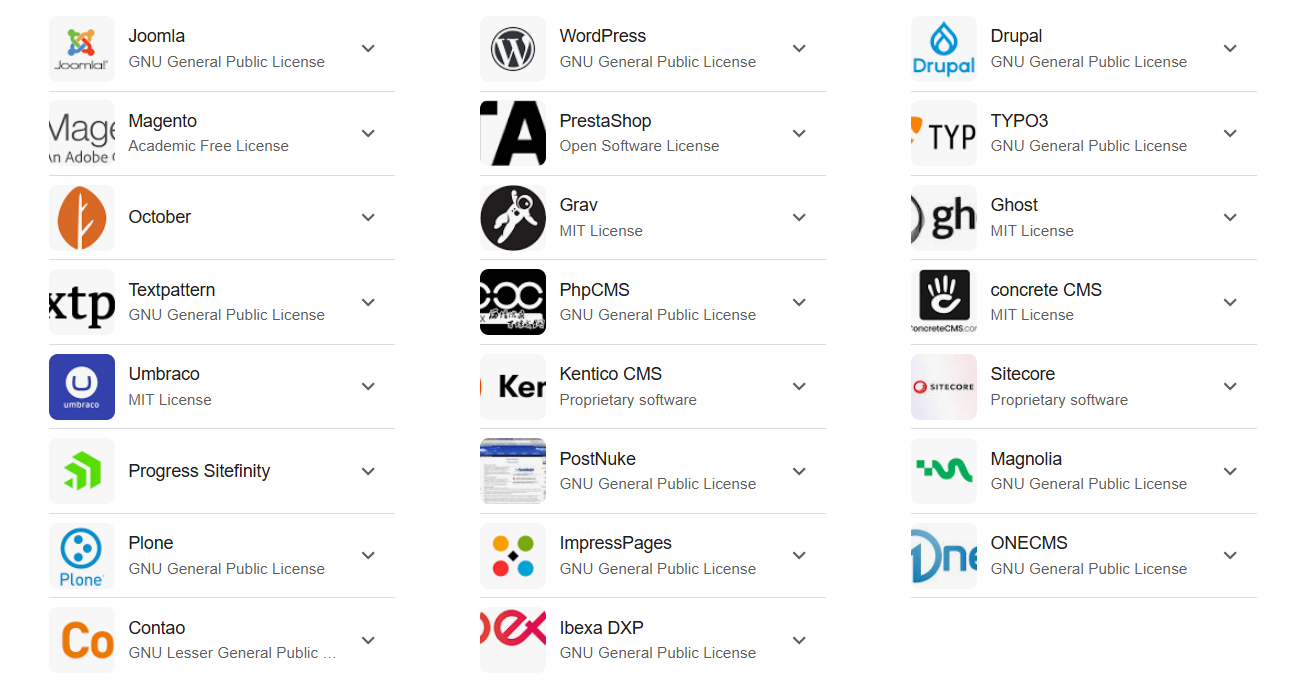 Joomla!
Joomla
GNU General Public License
WordPress
GNU General Public License
Drupal
Drupal
GNU General Public License
Mage
An Adobe
Magento
Academic Free License
PrestaShop
Open Software License
TYP
TYPO3
GNU General Public License
October
Grav
MIT License
gh
Ghost
MIT License
xtp
Textpattern
GNU General Public License
PhpCMS
GNU General Public License
concreteCMS.com
concrete CMS
MIT License
umbraco
Umbraco
MIT License
Ken
Kentico CMS
Proprietary software
SITECORE
Sitecore
Proprietary software
Progress Sitefinity
PostNuke
GNU General Public License
Magnolia
GNU General Public License
Plone
Plone
GNU General Public License
ImpressPages
GNU General Public License
One
ONECMS
GNU General Public License
Co
Contao
GNU Lesser General Public ...
bex
Ibexa DXP
GNU General Public License